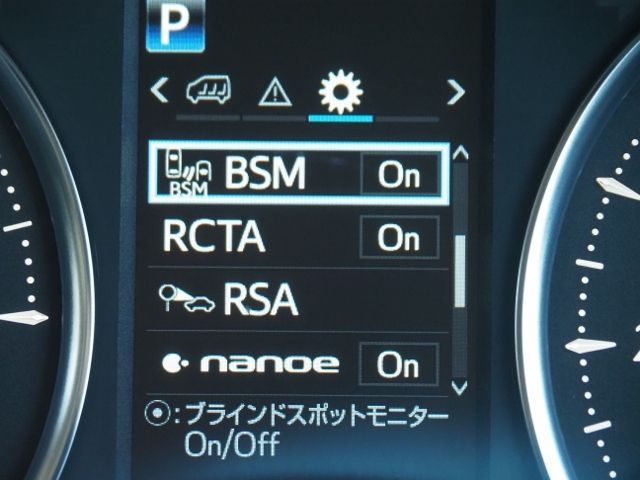 P
BSM BSM On
RCTA On
RSA
nanoe On
:ブラインドスポットモニター
On/Off
2